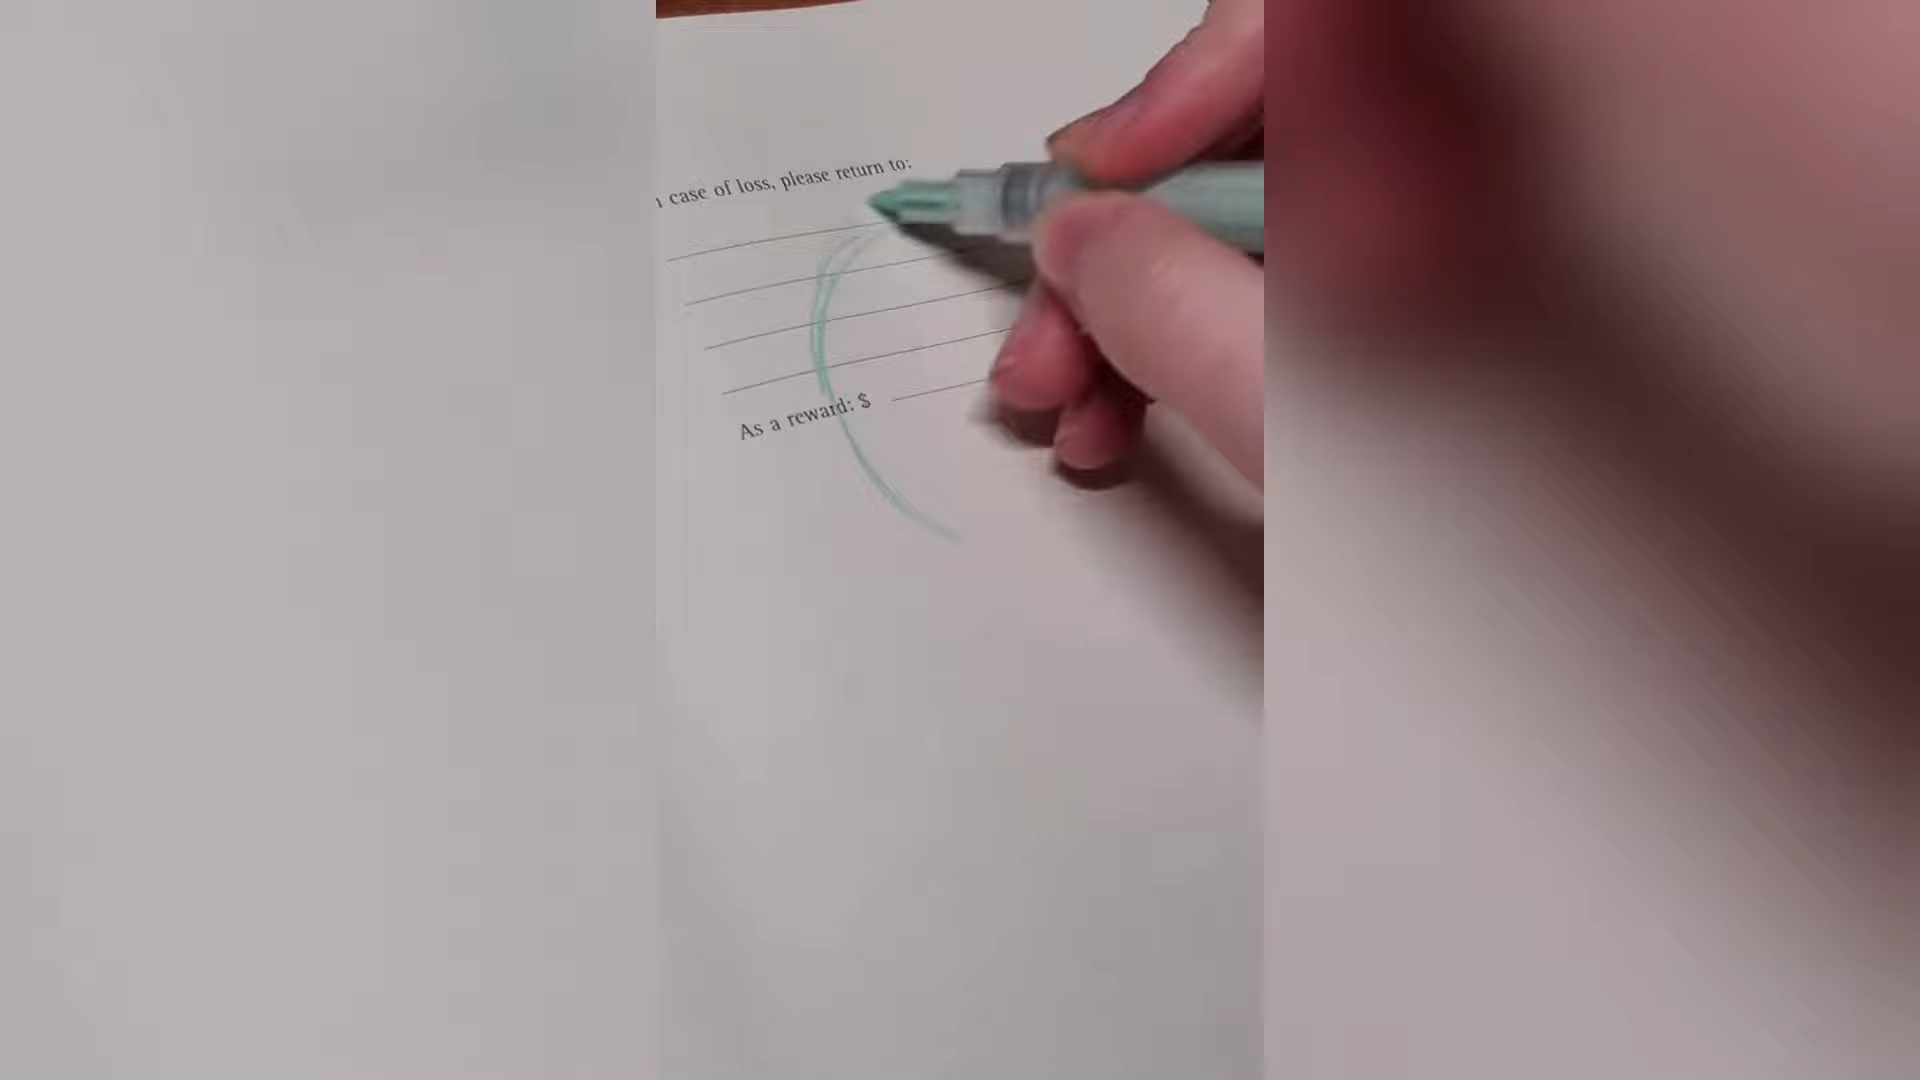 case of loss, please return to:
As a reward: $